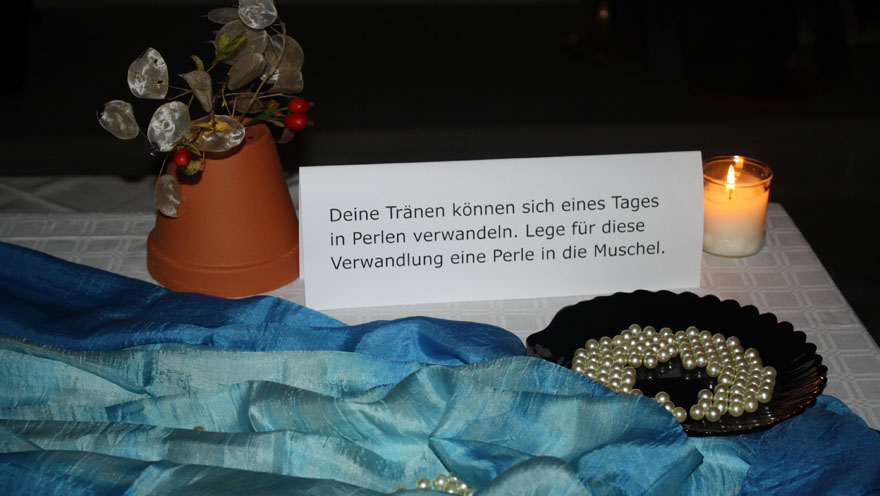 Deine Tränen können sich eines Tages
in Perlen verwandeln. Lege für diese
Verwandlung eine Perle in die Muschel.